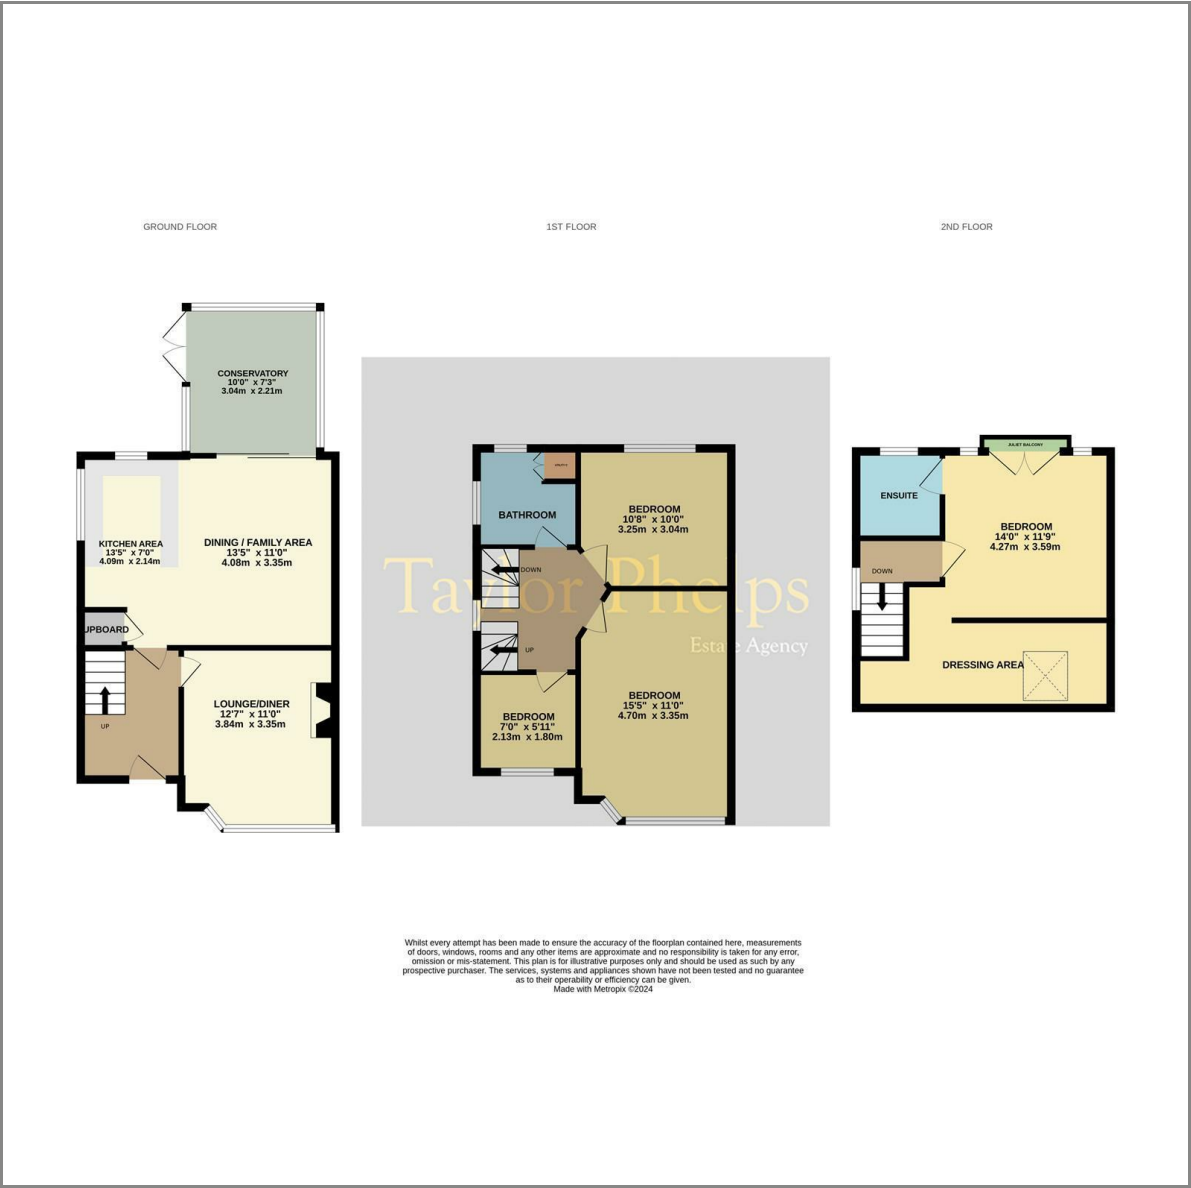 GROUND FLOOR
1ST FLOOR
2ND FLOOR
CONSERVATORY
10'0" x 7'3"
3.04m x 2.21m
KITCHEN AREA
13'5" x 7'0"
4.09m x 2.14m
DINING / FAMILY AREA
13'5" x 11'0"
4.08m x 3.35m
UPBOARD
UP
LOUNGE/DINER
12'7" x 11'0"
3.84m x 3.35m
BATHROOM
BEDROOM
10'8" x 10'0"
3.25m x 3.04m
DOWN
Taylor Phelps
Estate Agency
UP
BEDROOM
7'0" x 5'11"
2.13m x 1.80m
BEDROOM
15'5" x 11'0"
4.70m x 3.35m
JULIET BALCONY
ENSUITE
BEDROOM
14'0" x 11'9"
4.27m x 3.59m
DOWN
DRESSING AREA
Whilst every attempt has been made to ensure the accuracy of the floorplan contained here, measurements
of doors, windows, rooms and any other items are approximate and no responsibility is taken for any error,
omission or mis-statement. This plan is for illustrative purposes only and should be used as such by any
prospective purchaser. The services, systems and appliances shown have not been tested and no guarantee
as to their operability or efficiency can be given.
Made with Metropix ©2024